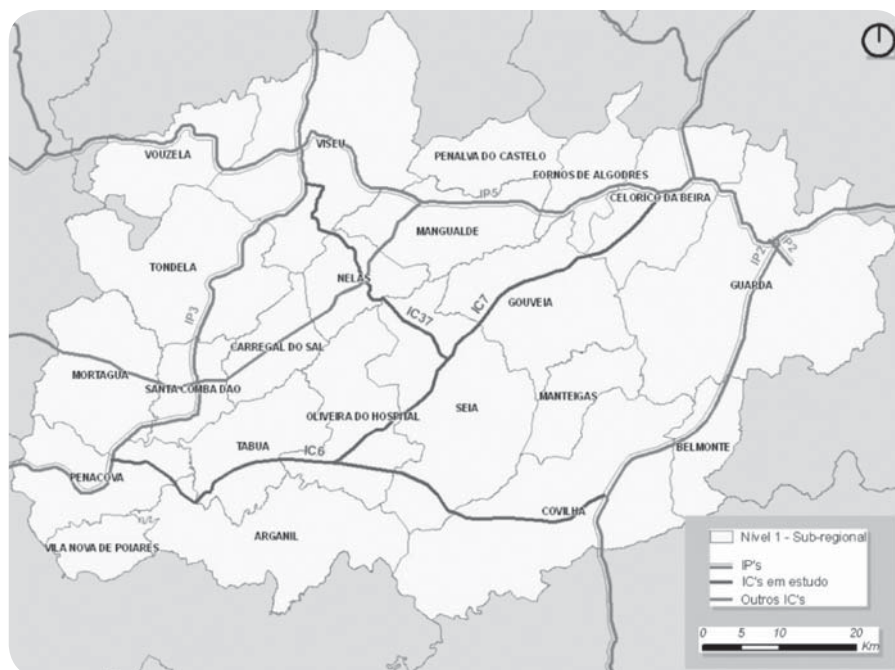 VISEU
VOUZELA
PENALVA DO CASTELO
FORNOS DE ALGODRES
IP5
CELORICO DA BEIRA
MANGUALDE
TONDELA
IP2
IP2
NELAS
GUARDA
IC7
GOUVEIA
IP3
IC37
CARREGAL DO SAL
MORTAGUA
SANTA COMBA DAO
MANTEIGAS
SEIA
OLIVEIRA DO HOSPITAL
TABUA
BELMONTE
IC6
PENACOVA
COVILHA
ARGANIL
VILA NOVA DE POIARES
Nível 1 - Sub-regional
IP's
IC's em estudo
Outros IC's
0 5 10 20
Km